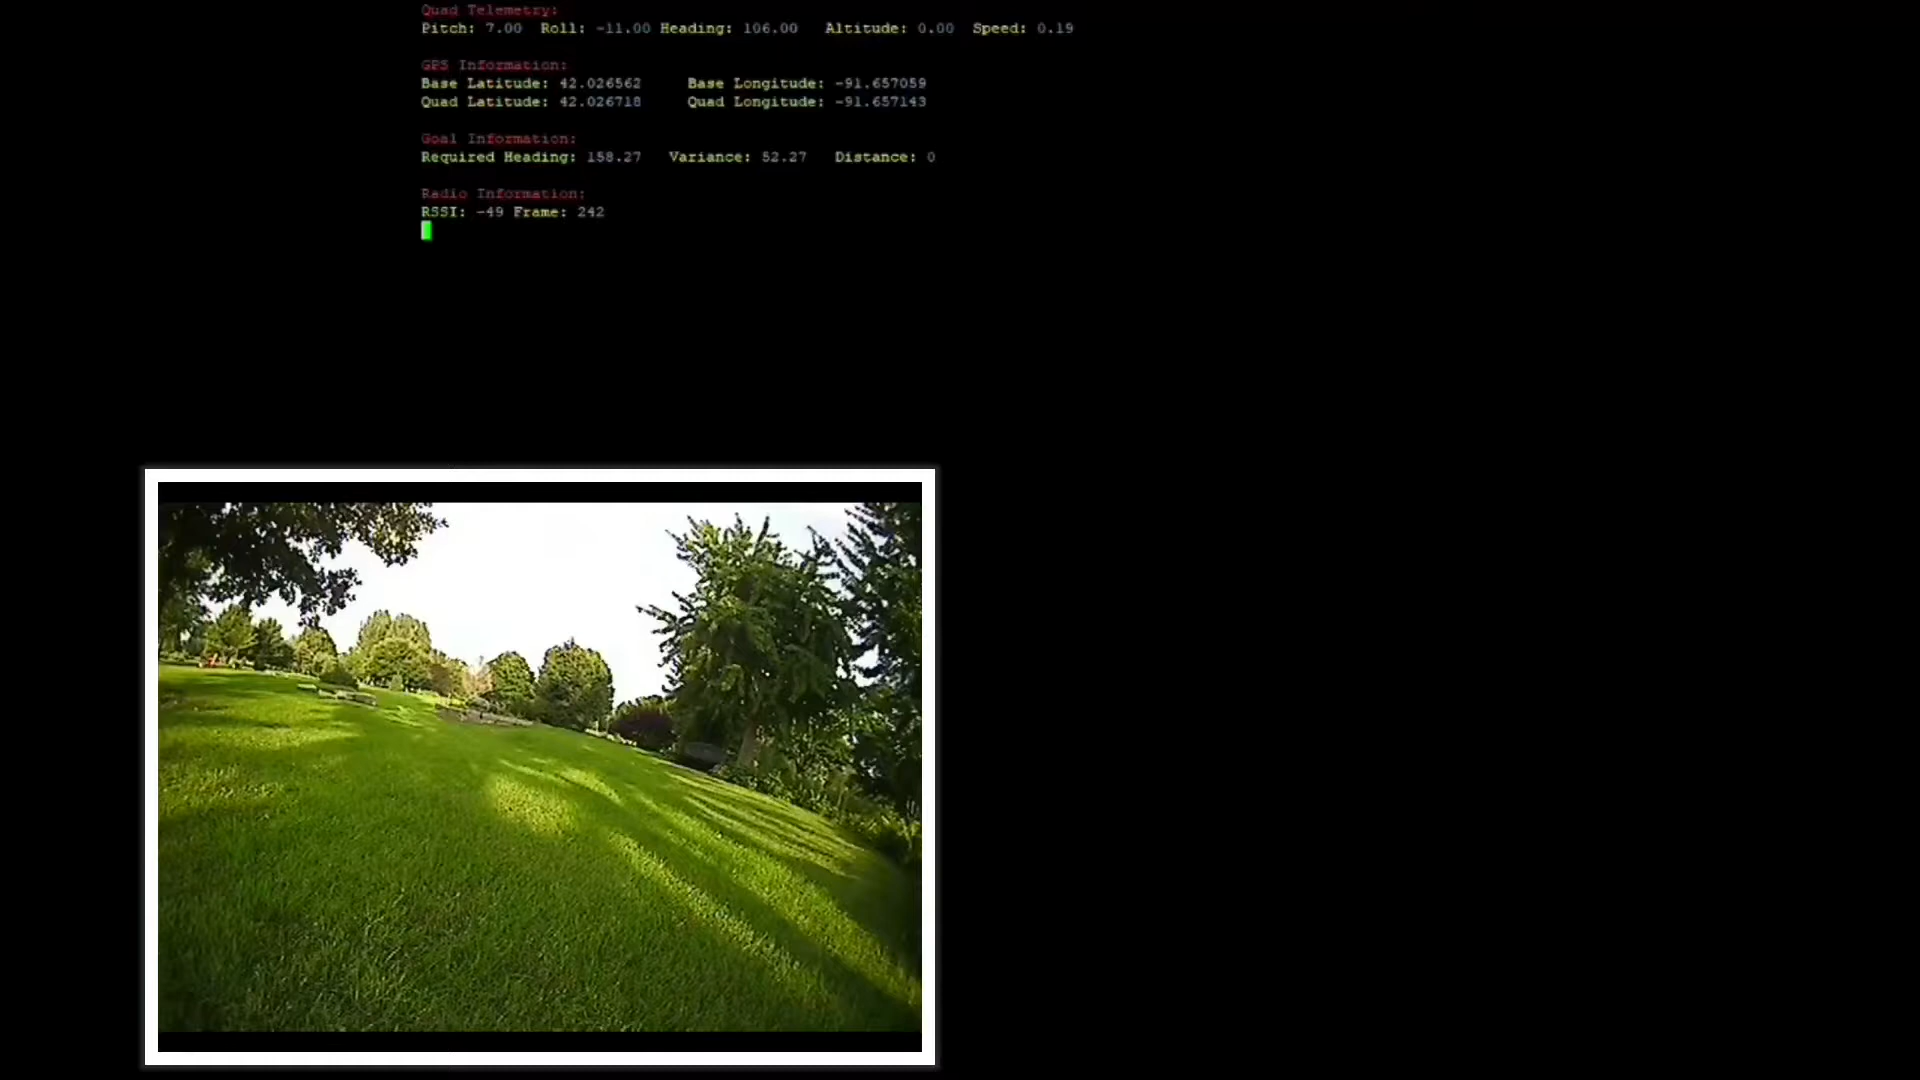 Quad Telemetry:
Pitch: 7.00 Roll: -11.00 Heading: 106.00 Altitude: 0.00 Speed: 0.19
GPS Information:
Base Latitude: 42.026562 Base Longitude: -91.657059
Quad Latitude: 42.026718 Quad Longitude: -91.657143
Goal Information:
Required Heading: 158.27 Variance: 52.27 Distance: 0
Radio Information:
RSSI: -49 Frame: 242